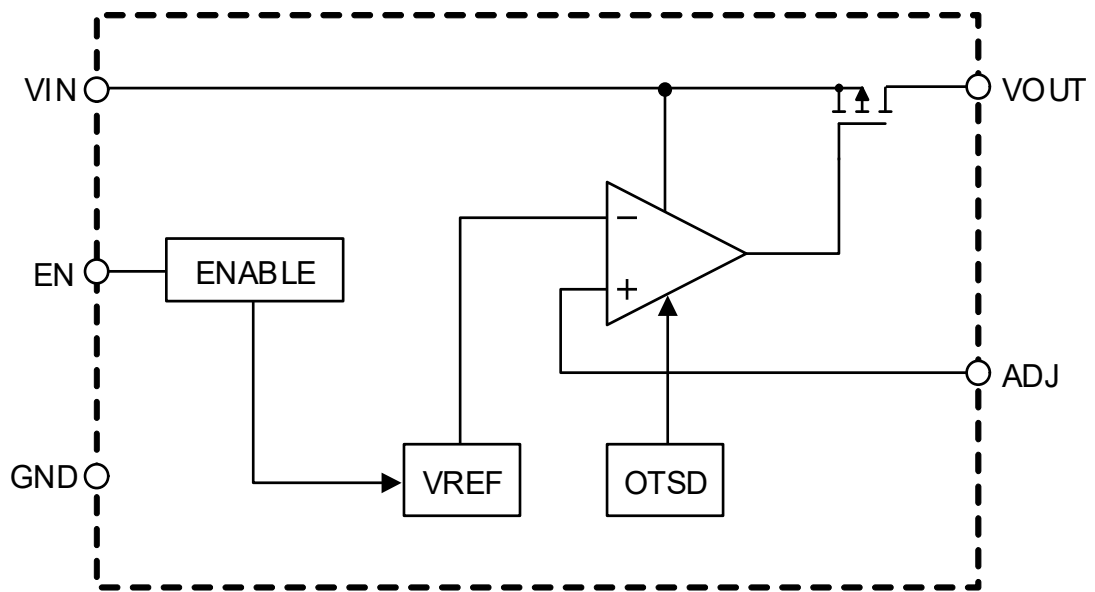 VIN
VOUT
−
EN
ENABLE
+
ADJ
GND
VREF
OTSD